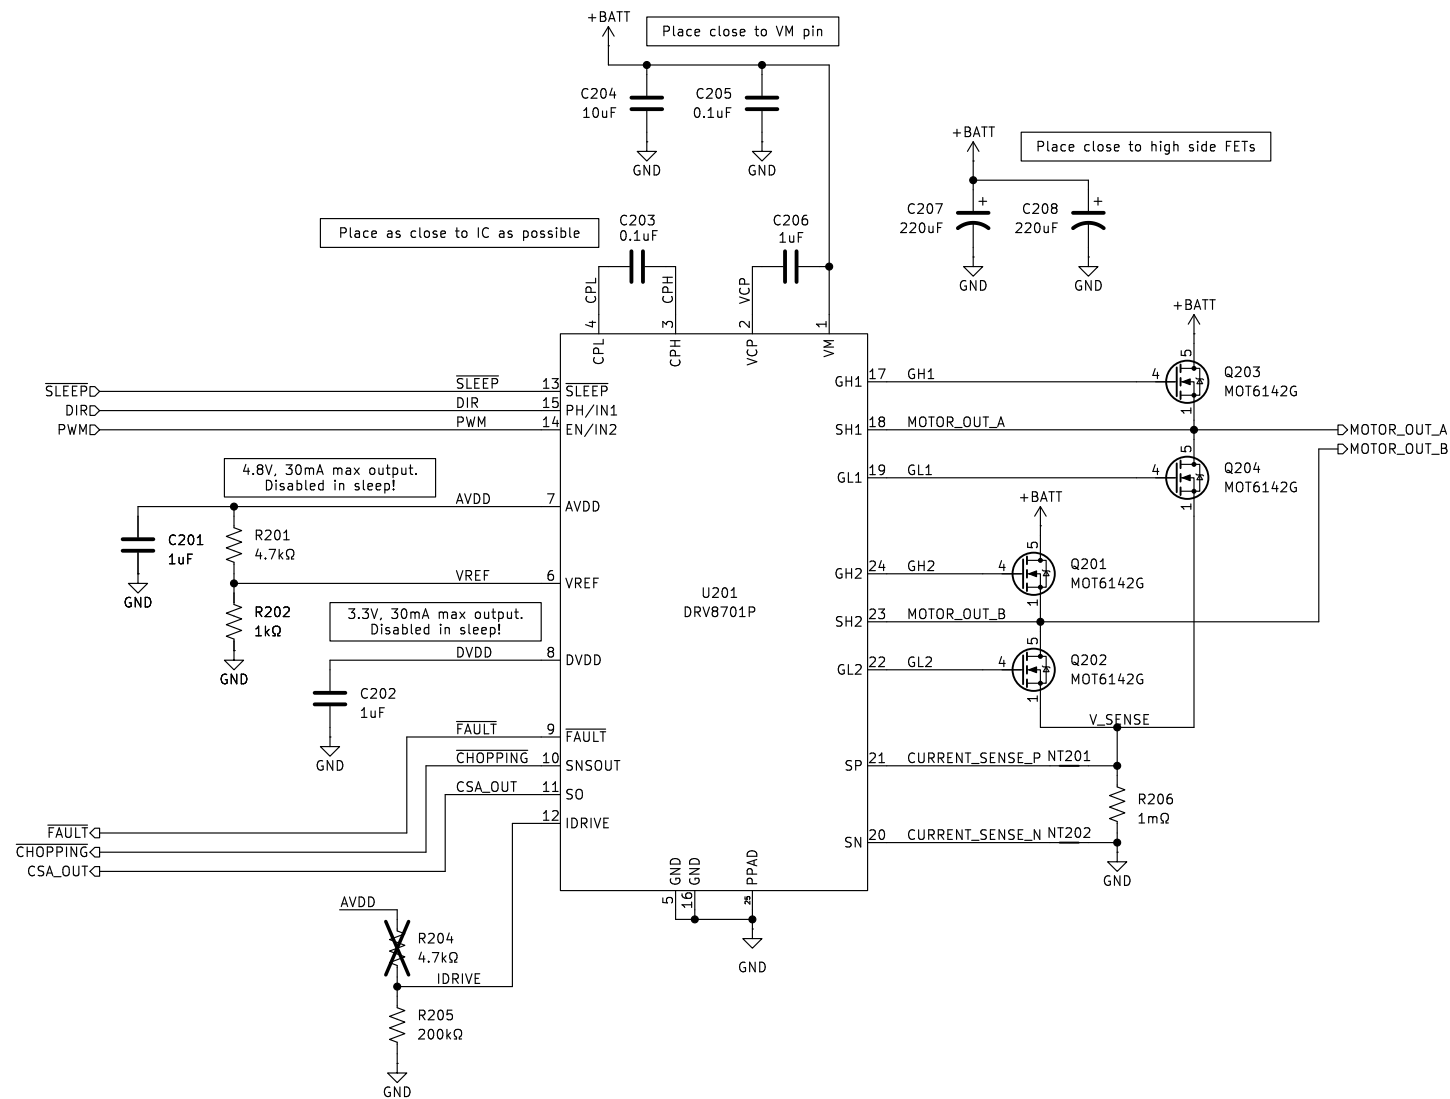 +BATT
Place close to VM pin
C204
10uF
C205
0.1uF
GND
GND
+BATT
Place close to high side FETs
C207
220uF
+
C208
220uF
+
GND
GND
Place as close to IC as possible
C203
0.1uF
C206
1uF
CPL
CPH
VCP
4
3
2
1
CPL
CPH
VCP
VM
+BATT
SLEEP
SLEEP
13
SLEEP
DIR
DIR
15
PH/IN1
PWM
PWM
14
EN/IN2
GH1
17
GH1
4
5
1
Q203
MOT6142G
SH1
18
MOTOR_OUT_A
MOTOR_OUT_A
MOTOR_OUT_B
GL1
19
GL1
4
5
1
Q204
MOT6142G
4.8V, 30mA max output.
Disabled in sleep!
AVDD
7
AVDD
C201
1uF
GND
R201
4.7kΩ
VREF
6
VREF
R202
1kΩ
GND
3.3V, 30mA max output.
Disabled in sleep!
DVDD
8
DVDD
C202
1uF
GND
U201
DRV8701P
+BATT
GH2
24
GH2
4
5
1
Q201
MOT6142G
SH2
23
MOTOR_OUT_B
GL2
22
GL2
4
5
1
Q202
MOT6142G
V_SENSE
FAULT
9
FAULT
CHOPPING
10
SNSOUT
CSA_OUT
11
SO
12
IDRIVE
SP
21
CURRENT_SENSE_P
NT201
R206
1mΩ
SN
20
CURRENT_SENSE_N
NT202
GND
FAULT
CHOPPING
CSA_OUT
GND
GND
PPAD
5
16
25
GND
AVDD
R204
4.7kΩ
IDRIVE
R205
200kΩ
GND